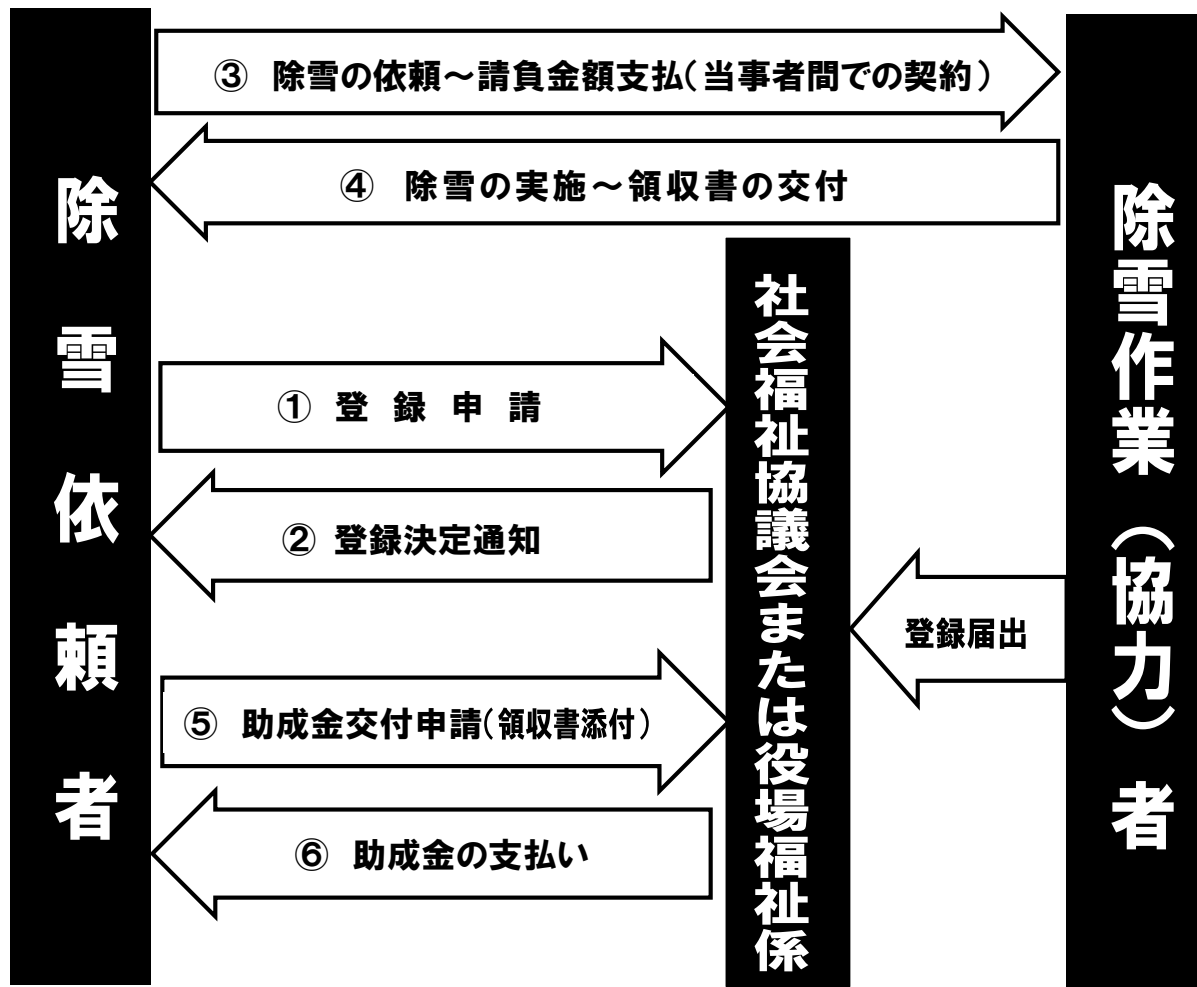 除雪依頼者
③ 除雪の依頼～請負金額支払(当事者間での契約)
④ 除雪の実施～領収書の交付
① 登録申請
② 登録決定通知
⑤ 助成金交付申請(領収書添付)
⑥ 助成金の支払い
社会福祉協議会または役場福祉係
登録届出
除雪作業(協力)者